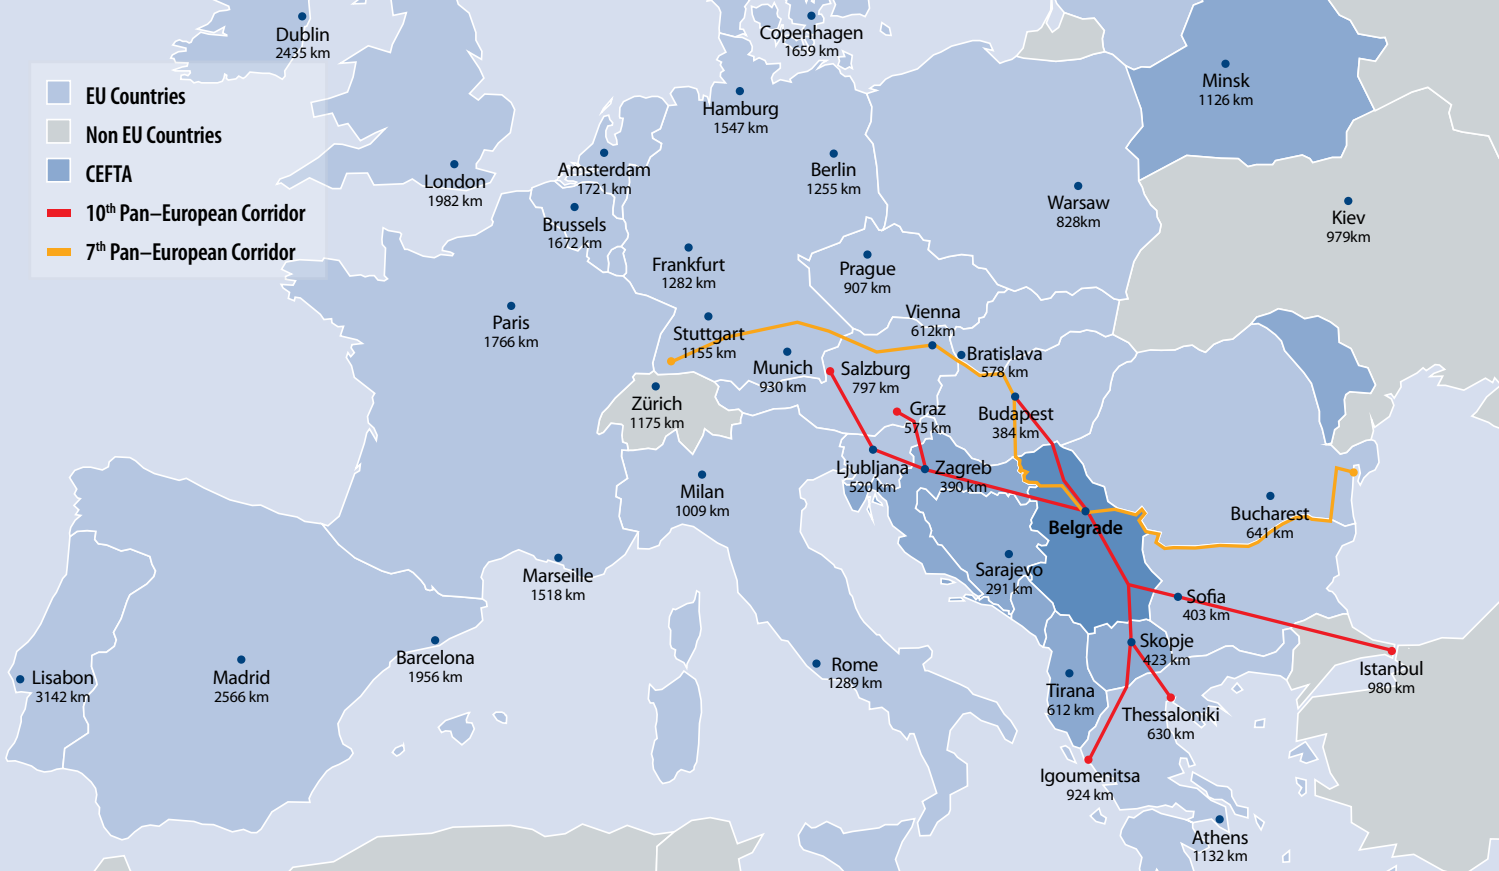 Dublin
2435 km
Copenhagen
1659 km
Minsk
1126 km
EU Countries
Non EU Countries
CEFTA
10th Pan–European Corridor
7th Pan–European Corridor
Hamburg
1547 km
London
1982 km
Amsterdam
1721 km
Berlin
1255 km
Warsaw
828km
Kiev
979km
Brussels
1672 km
Frankfurt
1282 km
Prague
907 km
Paris
1766 km
Stuttgart
1155 km
Vienna
612km
Bratislava
578 km
Munich
930 km
Salzburg
797 km
Zürich
1175 km
Graz
575 km
Budapest
384 km
Ljubljana
520 km
Zagreb
390 km
Milan
1009 km
Belgrade
Bucharest
641 km
Marseille
1518 km
Sarajevo
291 km
Sofia
403 km
Skopje
423 km
Barcelona
1956 km
Rome
1289 km
Istanbul
980 km
Lisabon
3142 km
Madrid
2566 km
Tirana
612 km
Thessaloniki
630 km
Igoumenitsa
924 km
Athens
1132 km